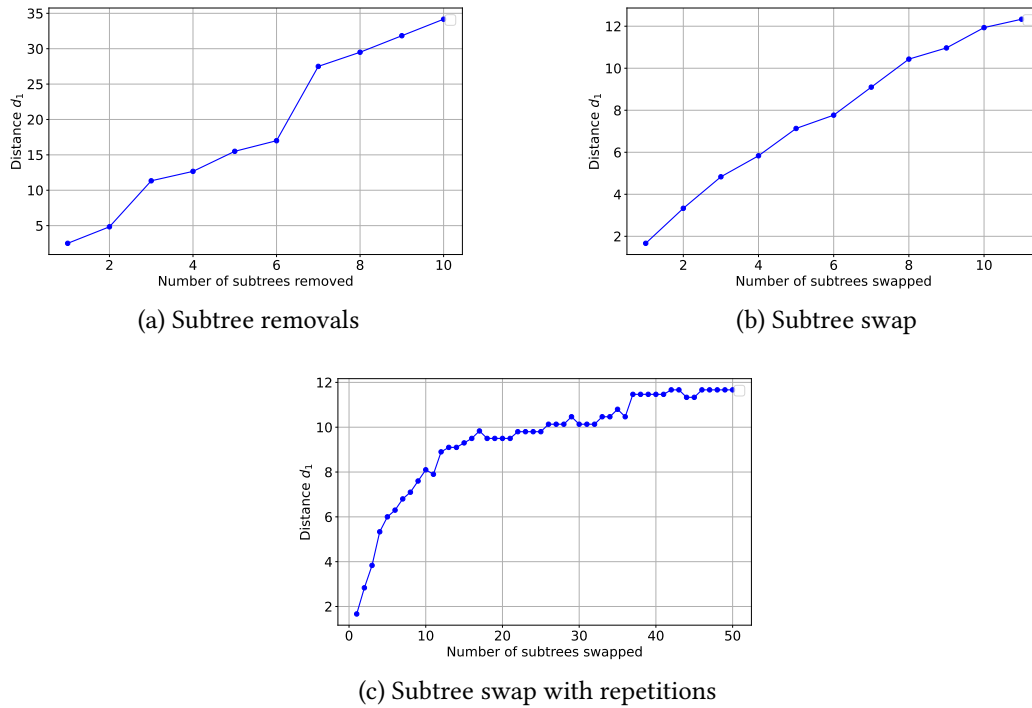 35
30
25
20
15
10
5
Distance d₁
2 4 6 8 10
Number of subtrees removed
(a) Subtree removals
12
10
8
6
4
2
Distance d₁
2 4 6 8 10
Number of subtrees swapped
(b) Subtree swap
12
10
8
6
4
2
Distance d₁
0 10 20 30 40 50
Number of subtrees swapped
(c) Subtree swap with repetitions